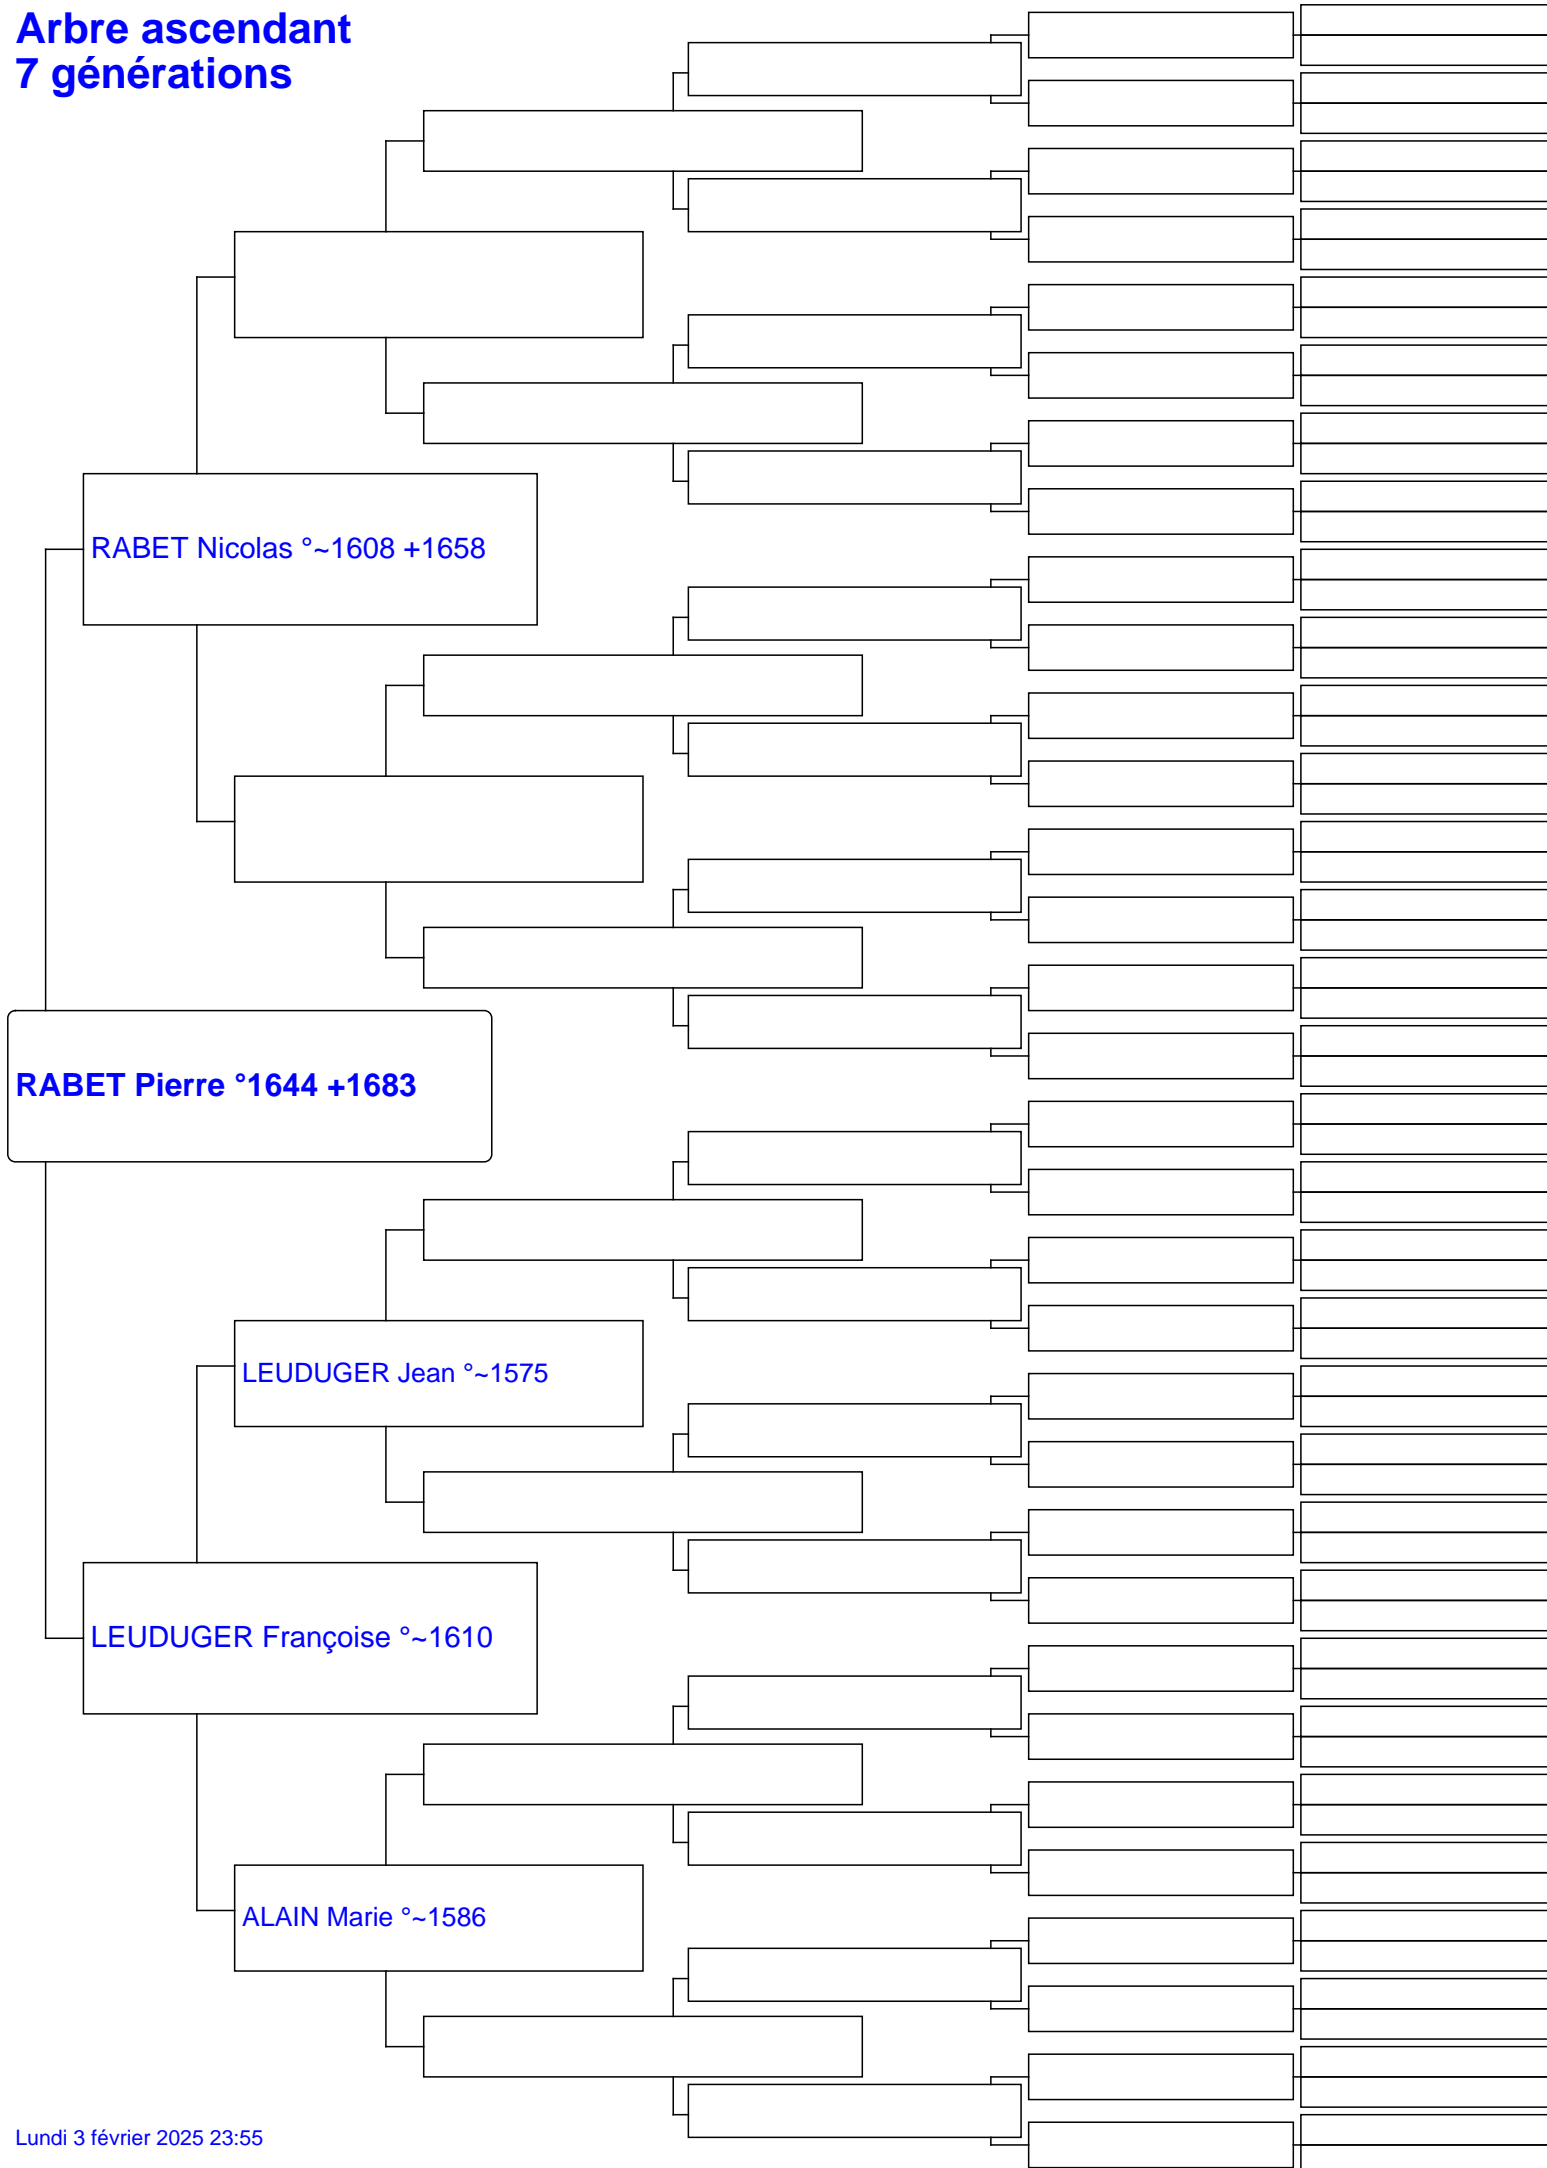 Arbre ascendant
7 générations
RABET Nicolas °~1608 +1658
RABET Pierre °1644 +1683
LEUDUGER Jean °~1575
LEUDUGER Françoise °~1610
ALAIN Marie °~1586
Lundi 3 février 2025 23:55